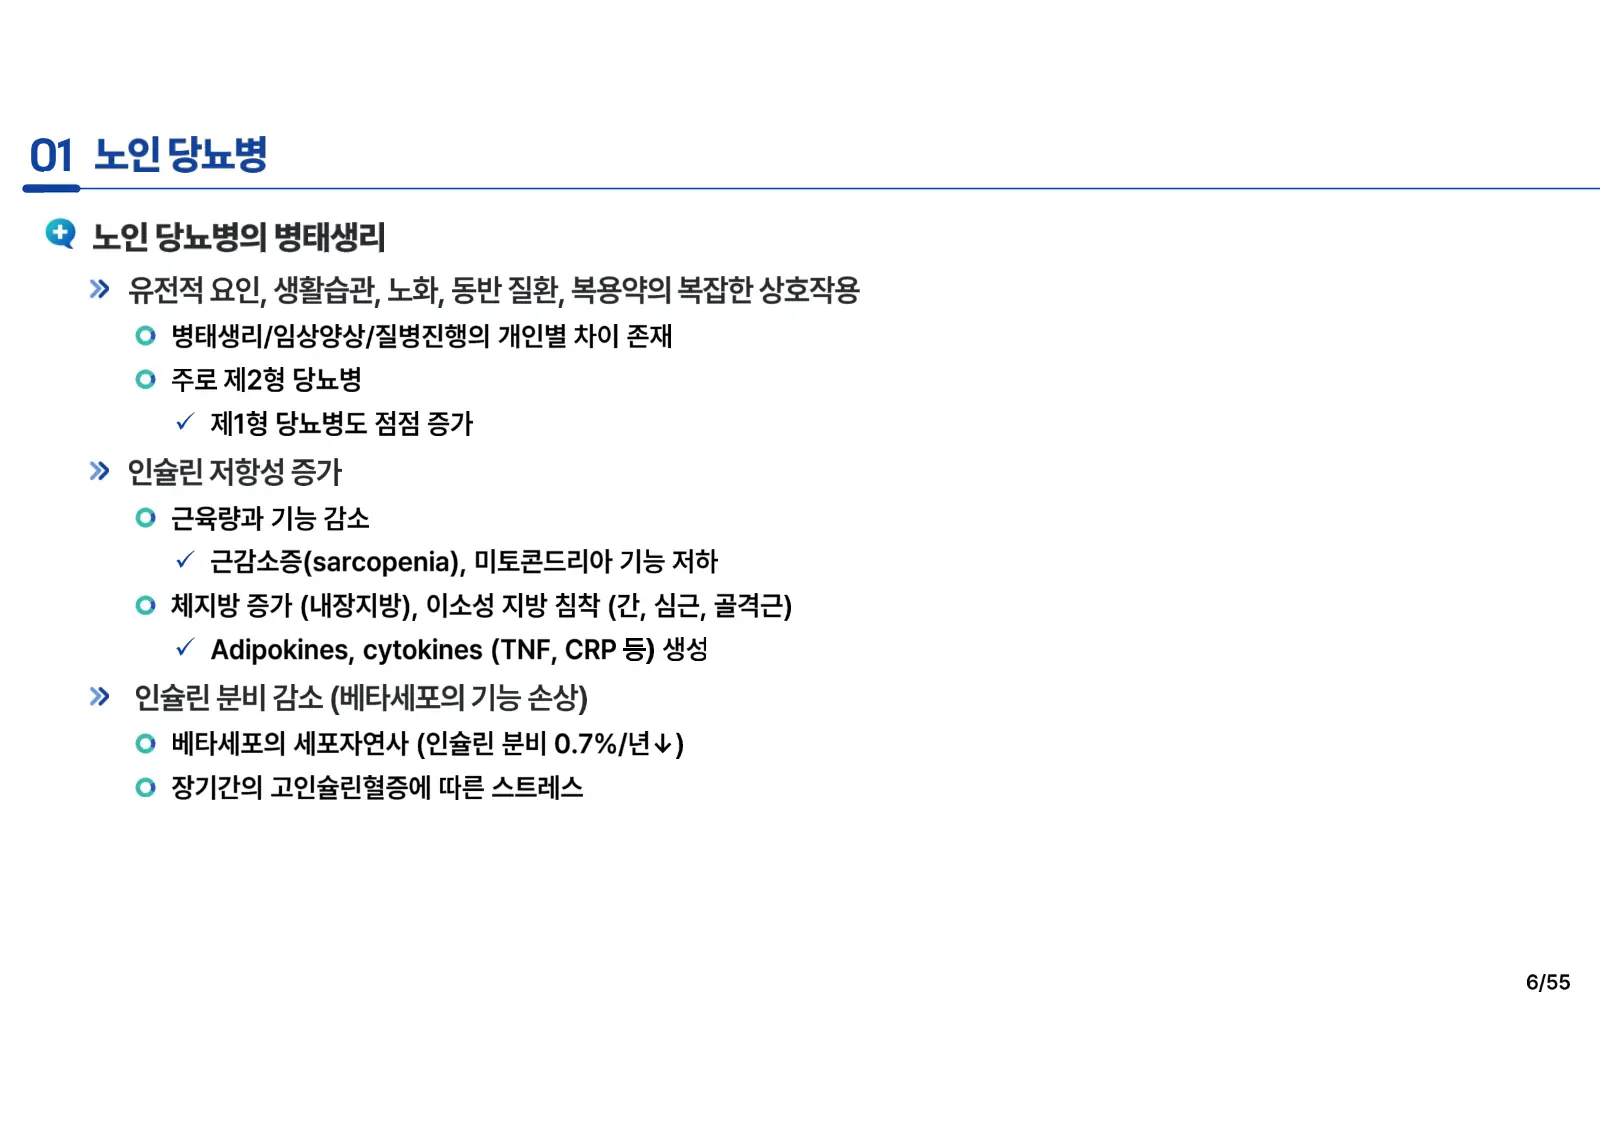 01 노인 당뇨병
노인 당뇨병의 병태생리
유전적 요인, 생활습관, 노화, 동반 질환, 복용약의 복잡한 상호작용
병태생리/임상양상/질병진행의 개인별 차이 존재
주로 제2형 당뇨병
✓ 제1형 당뇨병도 점점 증가
인슐린 저항성 증가
근육량과 기능 감소
✓ 근감소증(sarcopenia), 미토콘드리아 기능 저하
체지방 증가 (내장지방), 이소성 지방 침착 (간, 심근, 골격근)
✓ Adipokines, cytokines (TNF, CRP 등) 생성
인슐린 분비 감소 (베타세포의 기능 손상)
베타세포의 세포자연사 (인슐린 분비 0.7%/년↓)
장기간의 고인슐린혈증에 따른 스트레스
6/55